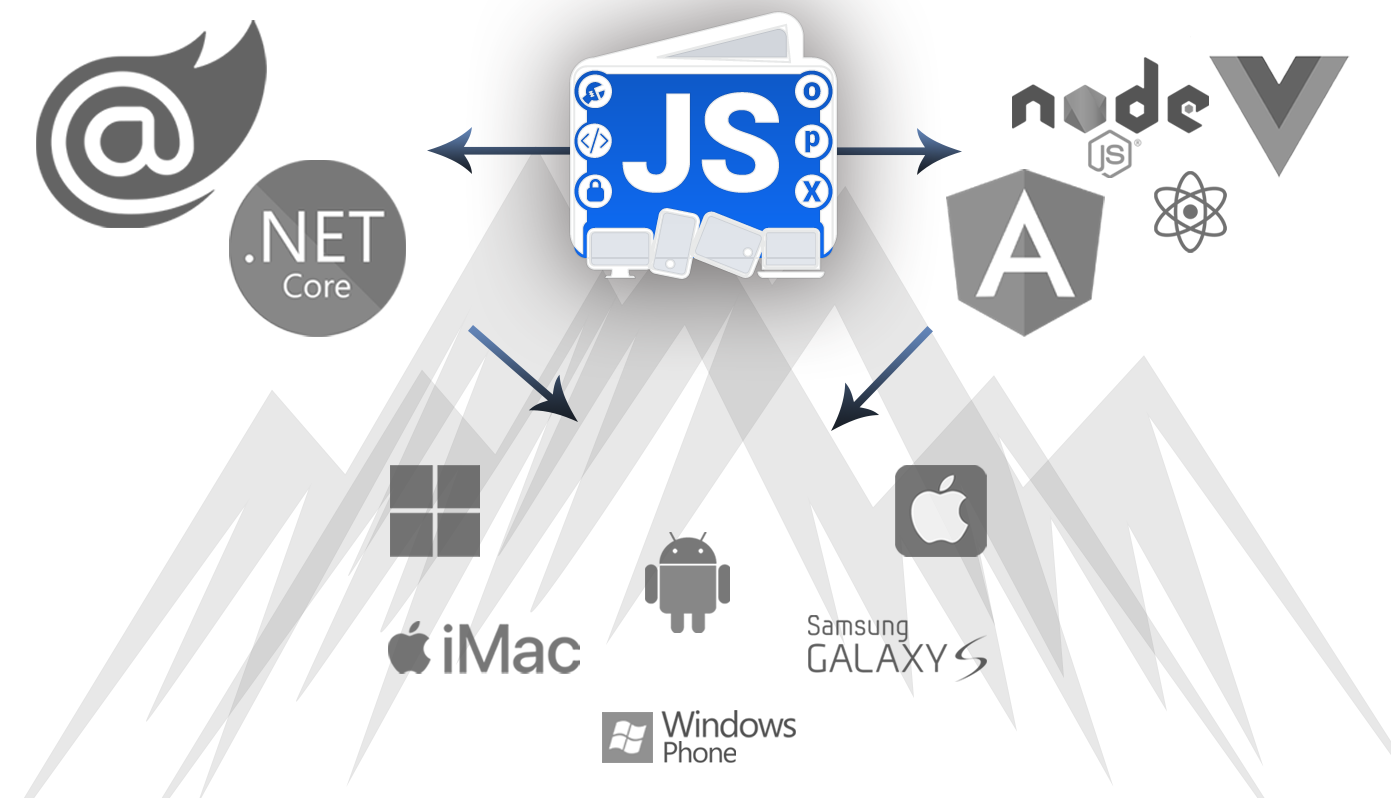 @
.NET
Core
JS
</>
o
p
x
node
JS
®
A
iMac
Samsung
GALAXY S
Windows
Phone